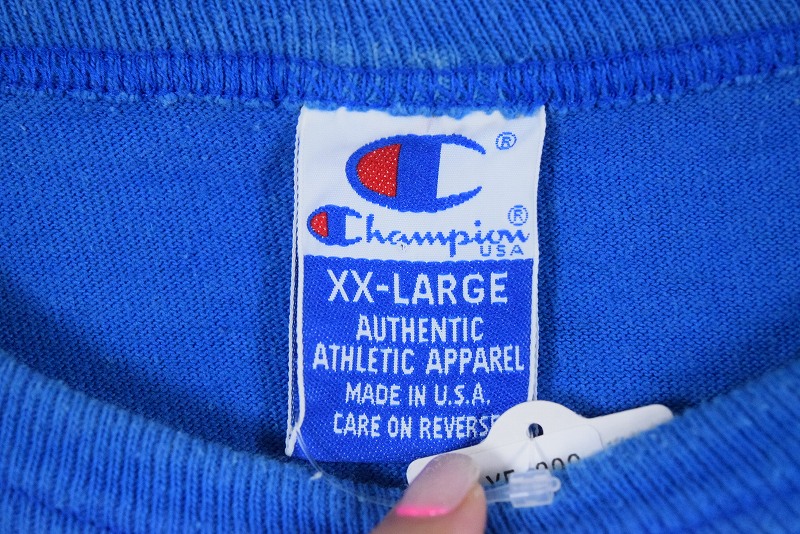 ®
Champion®
USA
XX-LARGE
AUTHENTIC
ATHLETIC APPAREL
MADE IN U.S.A.
CARE ON REVERSE